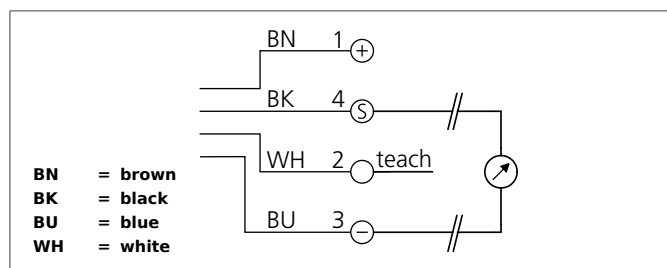 BN 1 +
BK 4 S
WH 2 teach
BU 3 −
BN = brown
BK = black
BU = blue
WH = white